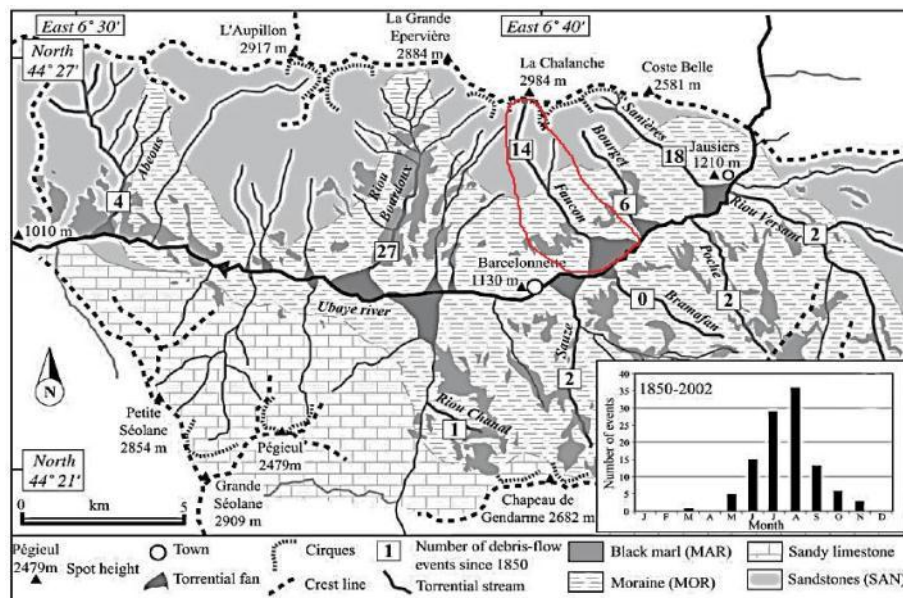 East 6° 30'
East 6° 40'
North
44° 27'
L'Aupillon
2917 m
La Grande
Epervière
2884 m
La Chalanche
2984 m
Coste Belle
2581 m
Sanières
14
Bourget
18
Jausiers
1210 m
Abeous
4
Riou
Bourdoux
27
Faucon
6
Riou Versant
2
1010 m
Barcelonnette
1130 m
Ubaye river
0
Bramafan
Poche
2
Sauze
2
N
Petite
Séolane
2854 m
Pégieul
2479m
Riou Chanal
1
North
44° 21'
0
km
5
Grande
Séolane
2909 m
Chapeau de
Gendarme 2682 m
1850-2002
Number of events
40
35
30
25
20
15
10
5
0
J F M A M J J A S O N D
Month
Pégieul
2479m
Spot height
Town
Torrential fan
Cirques
Crest line
1
Number of debris-flow
events since 1850
Torrential stream
Black marl (MAR)
Moraine (MOR)
Sandy limestone
Sandstones (SAN)